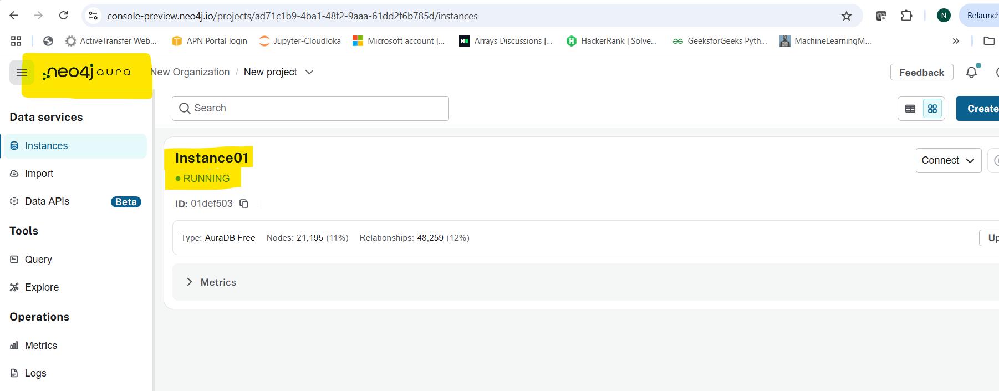 console-preview.neo4j.io/projects/ad71c1b9-4ba1-48f2-9aaa-61dd2f6b785d/instances
N
Relaunch
ActiveTransfer Web...
APN Portal login
Jupyter-Cloudloka
Microsoft account |...
Arrays Discussions |...
HackerRank | Solve...
GeeksforGeeks Pyth...
MachineLearningM...
neo4j aura
New Organization / New project
Feedback
Data services
Search
Create
Instances
Instance01
RUNNING
Connect
Import
ID: 01def503
Data APIs Beta
Tools
Type: AuraDB Free Nodes: 21,195 (11%) Relationships: 48,259 (12%)
Up
Query
Metrics
Explore
Operations
Metrics
Logs